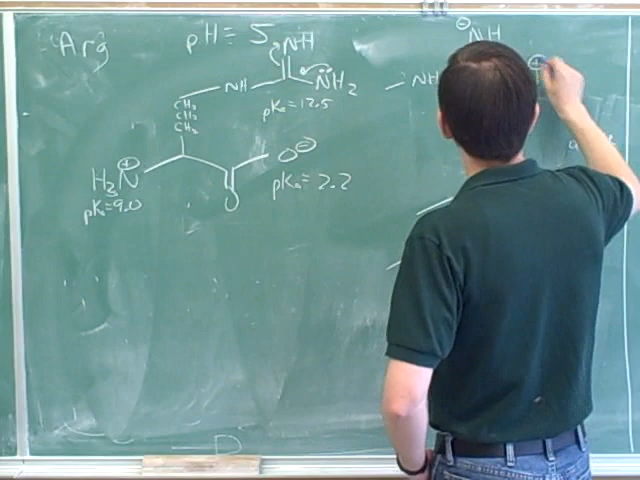 Arg
pH = 5
NH
NH
NH2
pKa = 12.5
CH2
CH2
CH2
H3N ⊕
pKa = 9.0
O ⊖
O
pKa = 2.2
⊖ NH
NH
⊕